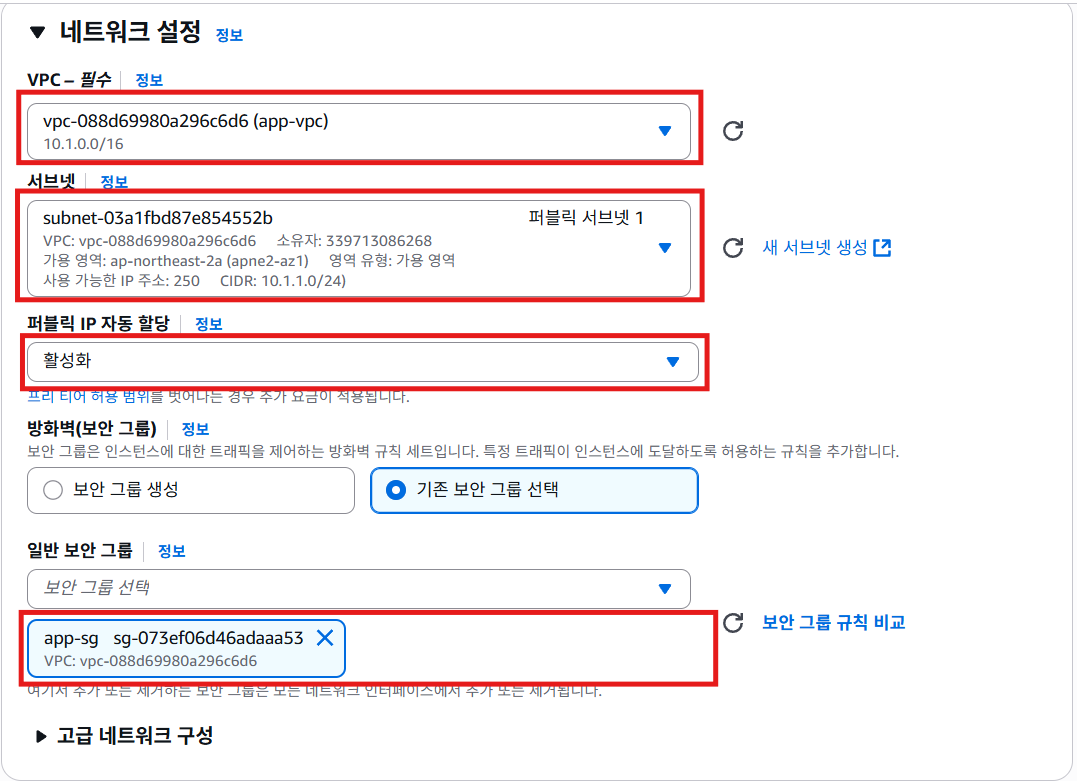 네트워크 설정 정보
VPC – 필수 정보
vpc-088d69980a296c6d6 (app-vpc)
10.1.0.0/16
서브넷 정보
subnet-03a1fbd87e854552b 퍼블릭 서브넷 1
VPC: vpc-088d69980a296c6d6 소유자: 339713086268
가용 영역: ap-northeast-2a (apne2-az1) 영역 유형: 가용 영역
사용 가능한 IP 주소: 250 CIDR: 10.1.1.0/24)
새 서브넷 생성
퍼블릭 IP 자동 할당 정보
활성화
프리 티어 허용 범위를 벗어나는 경우 추가 요금이 적용됩니다.
방화벽(보안 그룹) 정보
보안 그룹은 인스턴스에 대한 트래픽을 제어하는 방화벽 규칙 세트입니다. 특정 트래픽이 인스턴스에 도달하도록 허용하는 규칙을 추가합니다.
보안 그룹 생성 기존 보안 그룹 선택
일반 보안 그룹 정보
보안 그룹 선택
app-sg sg-073ef06d46adaaa53
VPC: vpc-088d69980a296c6d6
보안 그룹 규칙 비교
여기서 추가 또는 제거하는 보안 그룹은 모든 네트워크 인터페이스에서 추가 또는 제거됩니다.
고급 네트워크 구성